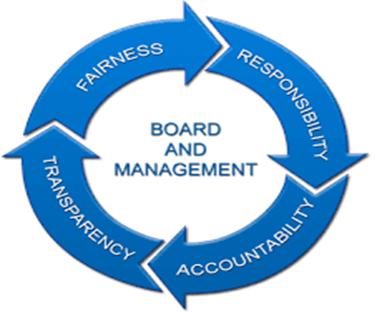 FAIRNESS
RESPONSIBILITY
BOARD
AND
MANAGEMENT
TRANSPARENCY
ACCOUNTABILITY